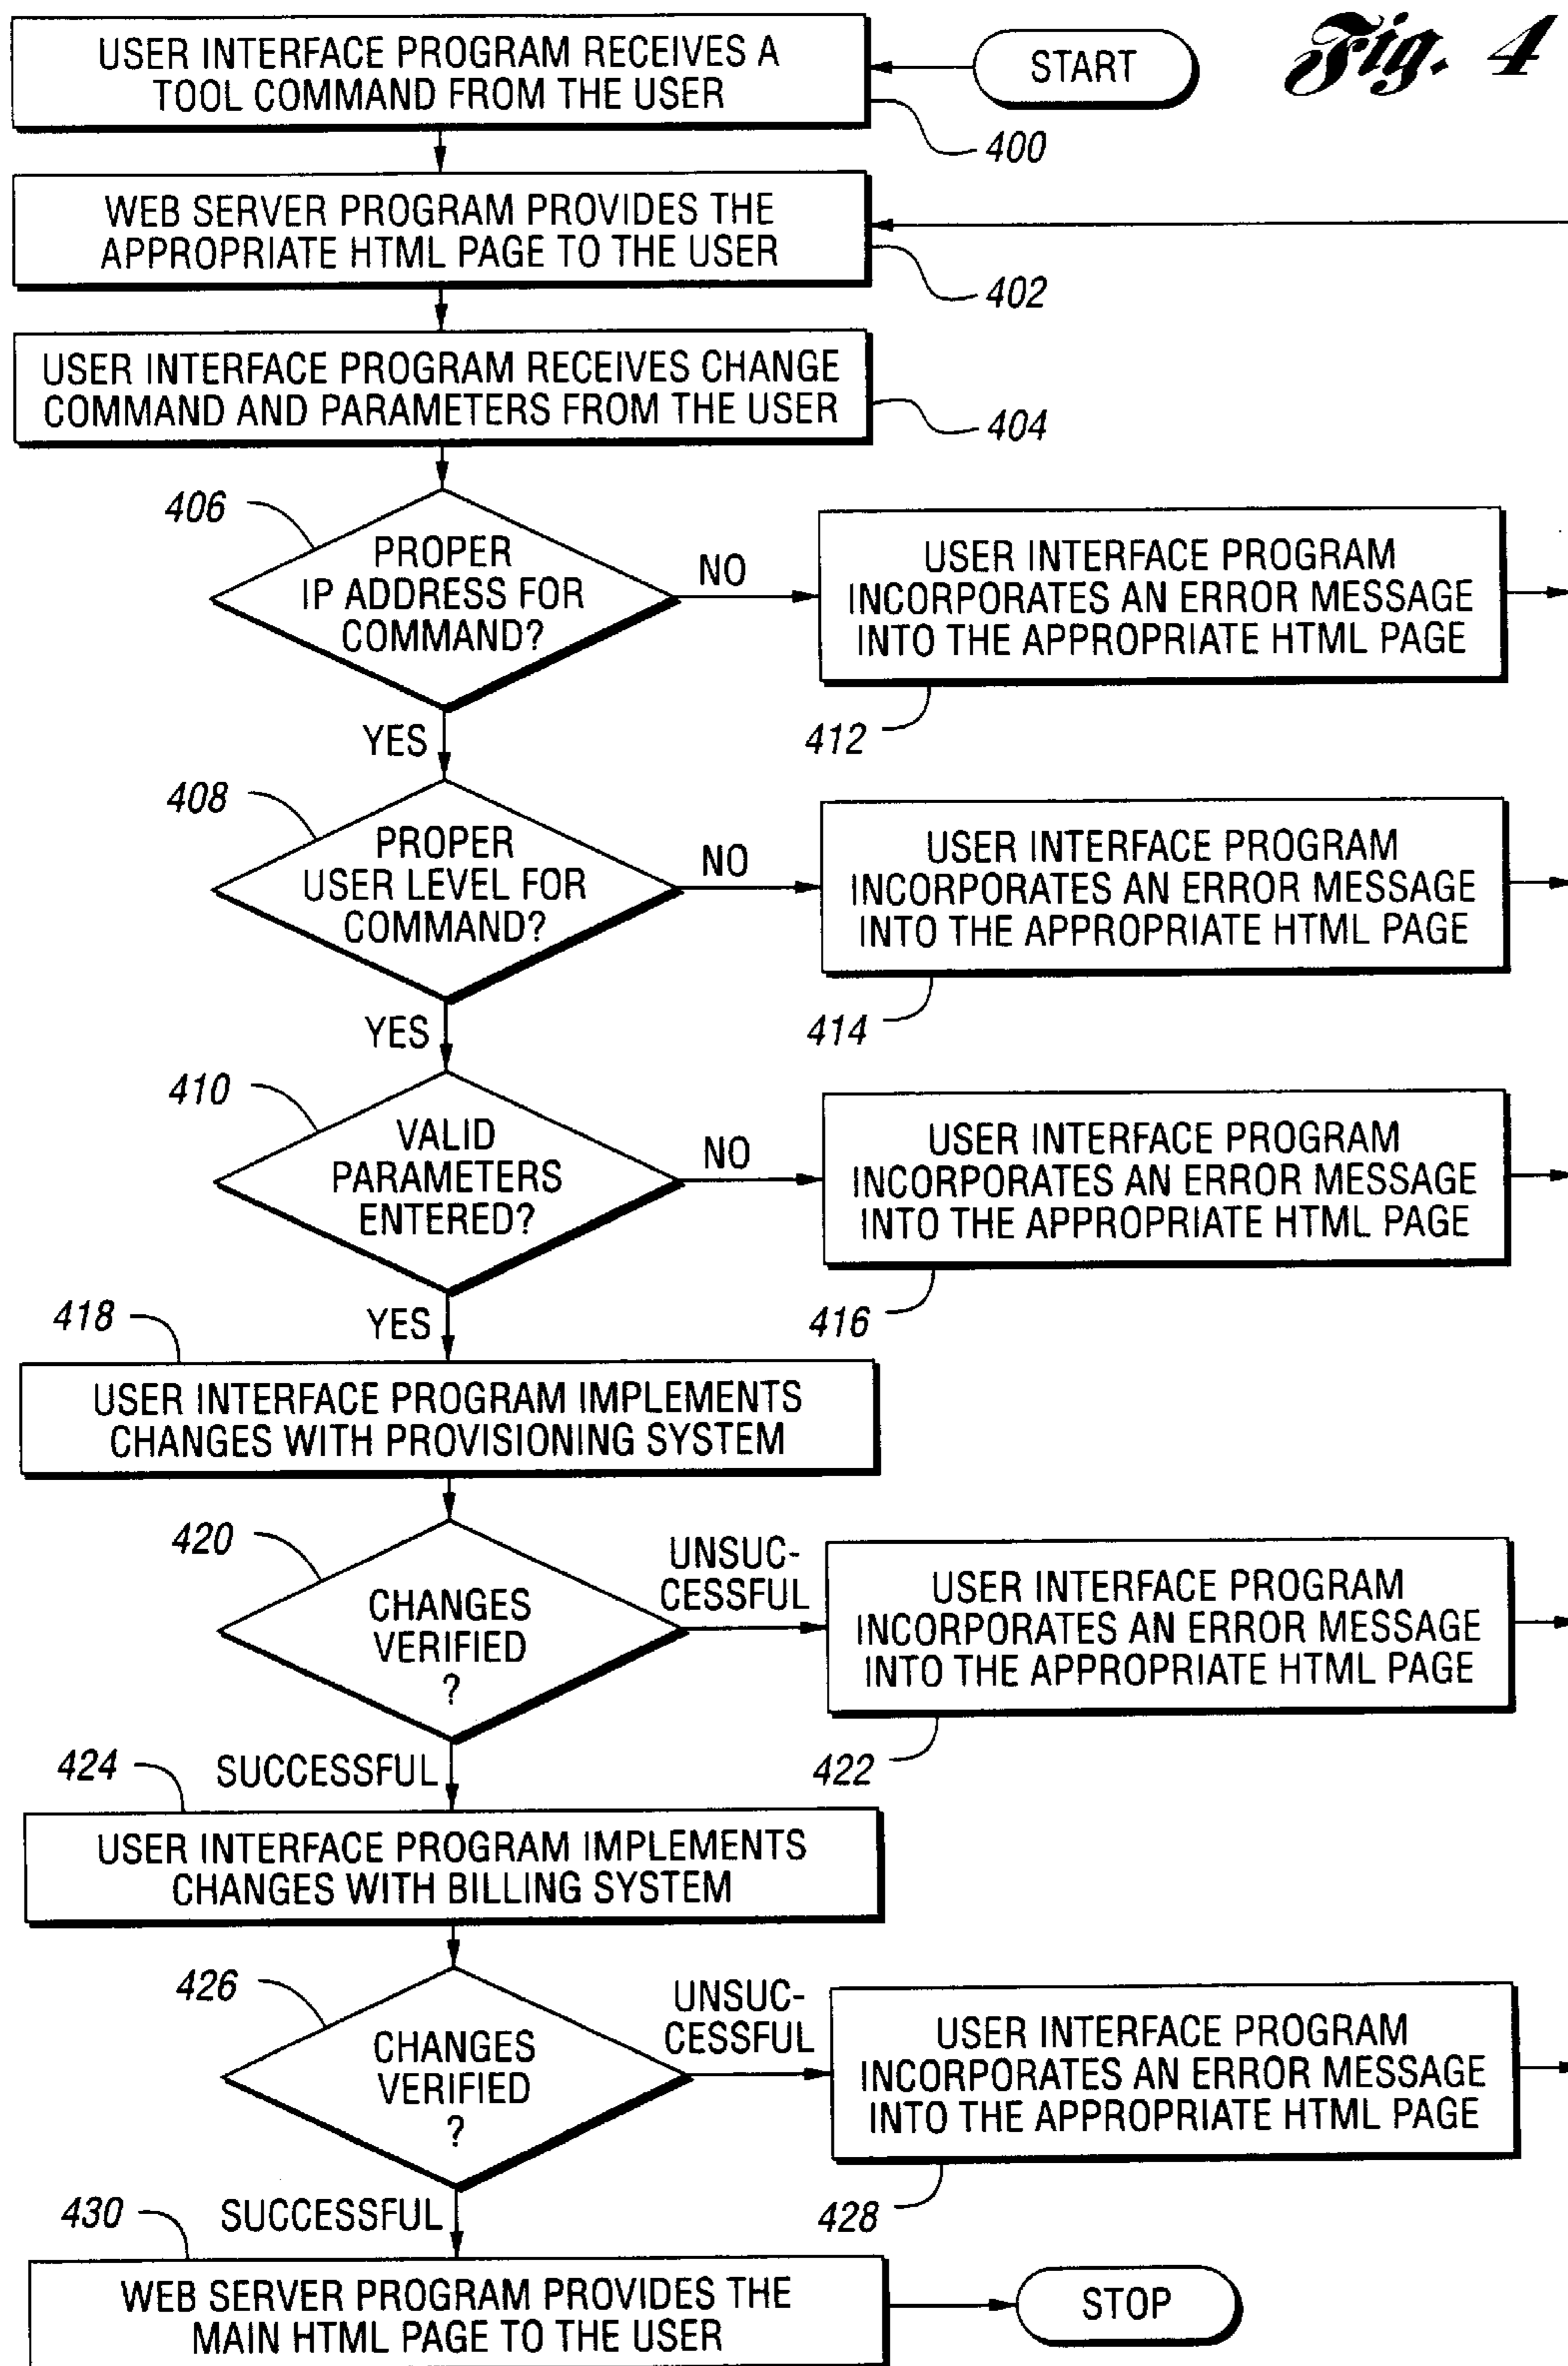 Fig. 4
START
USER INTERFACE PROGRAM RECEIVES A
TOOL COMMAND FROM THE USER
400
WEB SERVER PROGRAM PROVIDES THE
APPROPRIATE HTML PAGE TO THE USER
402
USER INTERFACE PROGRAM RECEIVES CHANGE
COMMAND AND PARAMETERS FROM THE USER
404
406
PROPER
IP ADDRESS FOR
COMMAND?
NO
USER INTERFACE PROGRAM
INCORPORATES AN ERROR MESSAGE
INTO THE APPROPRIATE HTML PAGE
412
YES
408
PROPER
USER LEVEL FOR
COMMAND?
NO
USER INTERFACE PROGRAM
INCORPORATES AN ERROR MESSAGE
INTO THE APPROPRIATE HTML PAGE
414
YES
410
VALID
PARAMETERS
ENTERED?
NO
USER INTERFACE PROGRAM
INCORPORATES AN ERROR MESSAGE
INTO THE APPROPRIATE HTML PAGE
416
YES
418
USER INTERFACE PROGRAM IMPLEMENTS
CHANGES WITH PROVISIONING SYSTEM
420
CHANGES
VERIFIED
?
UNSUC-
CESSFUL
USER INTERFACE PROGRAM
INCORPORATES AN ERROR MESSAGE
INTO THE APPROPRIATE HTML PAGE
422
SUCCESSFUL
424
USER INTERFACE PROGRAM IMPLEMENTS
CHANGES WITH BILLING SYSTEM
426
CHANGES
VERIFIED
?
UNSUC-
CESSFUL
USER INTERFACE PROGRAM
INCORPORATES AN ERROR MESSAGE
INTO THE APPROPRIATE HTML PAGE
428
SUCCESSFUL
430
WEB SERVER PROGRAM PROVIDES THE
MAIN HTML PAGE TO THE USER
STOP